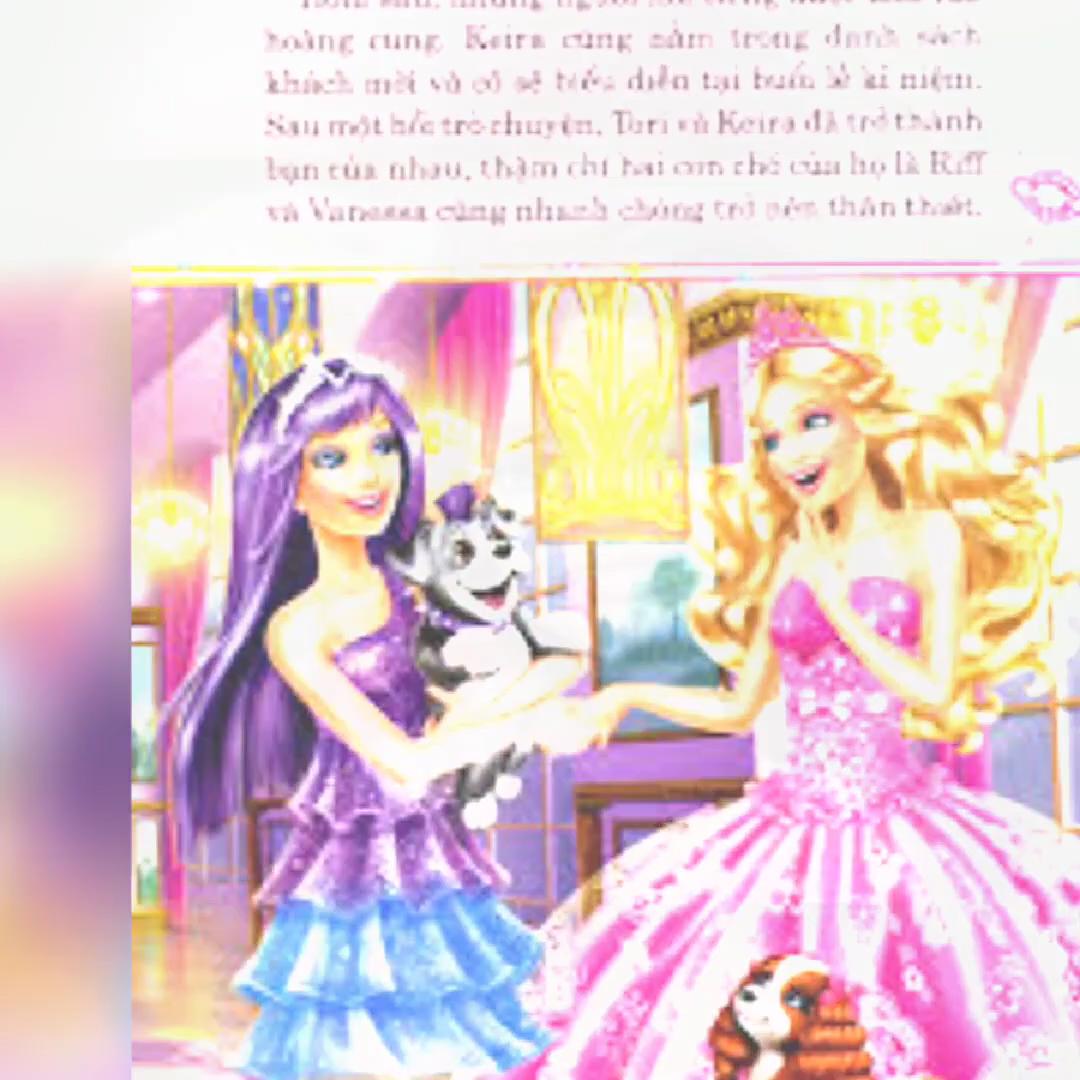 hoàng cung. Keira cũng nằm trong danh sách
khách mời và cô sẽ biểu diễn tại buổi lễ kỉ niệm.
Sau một hồi trò chuyện, Tori và Keira đã trở thành
bạn của nhau, thậm chí hai con chó của họ là Riff
và Vanessa cũng nhanh chóng trở nên thân thiết.